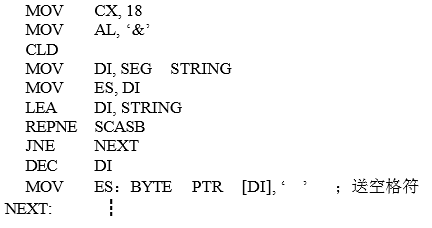 MOV CX, 18
MOV AL, ‘&’
CLD
MOV DI, SEG STRING
MOV ES, DI
LEA DI, STRING
REPNE SCASB
JNE NEXT
DEC DI
MOV ES：BYTE PTR [DI], ‘ ’ ；送空格符
NEXT: ┇